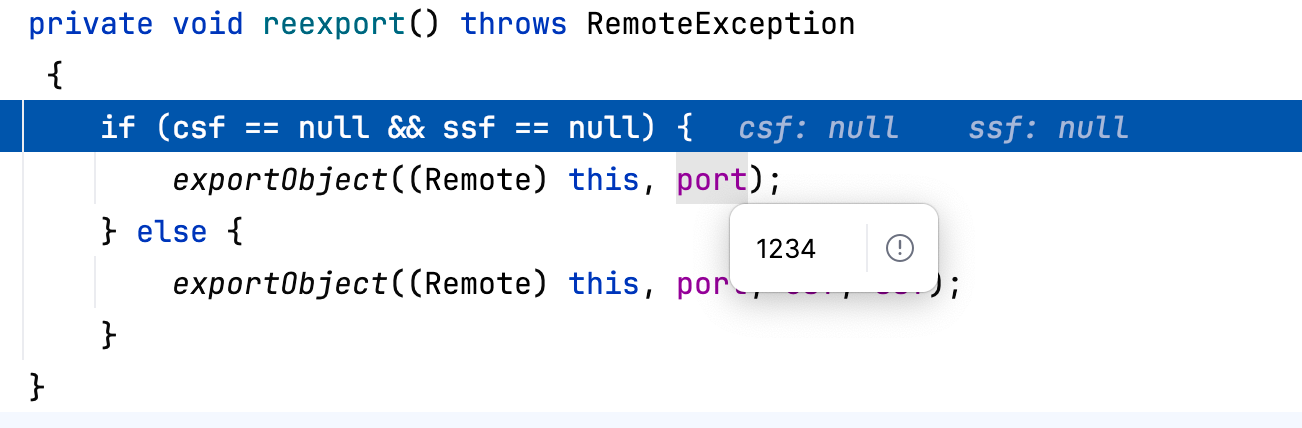 private void reexport() throws RemoteException
{
if (csf == null && ssf == null) { csf: null ssf: null
exportObject((Remote) this, port);
} else {
1234
exportObject((Remote) this, port, );
}
}